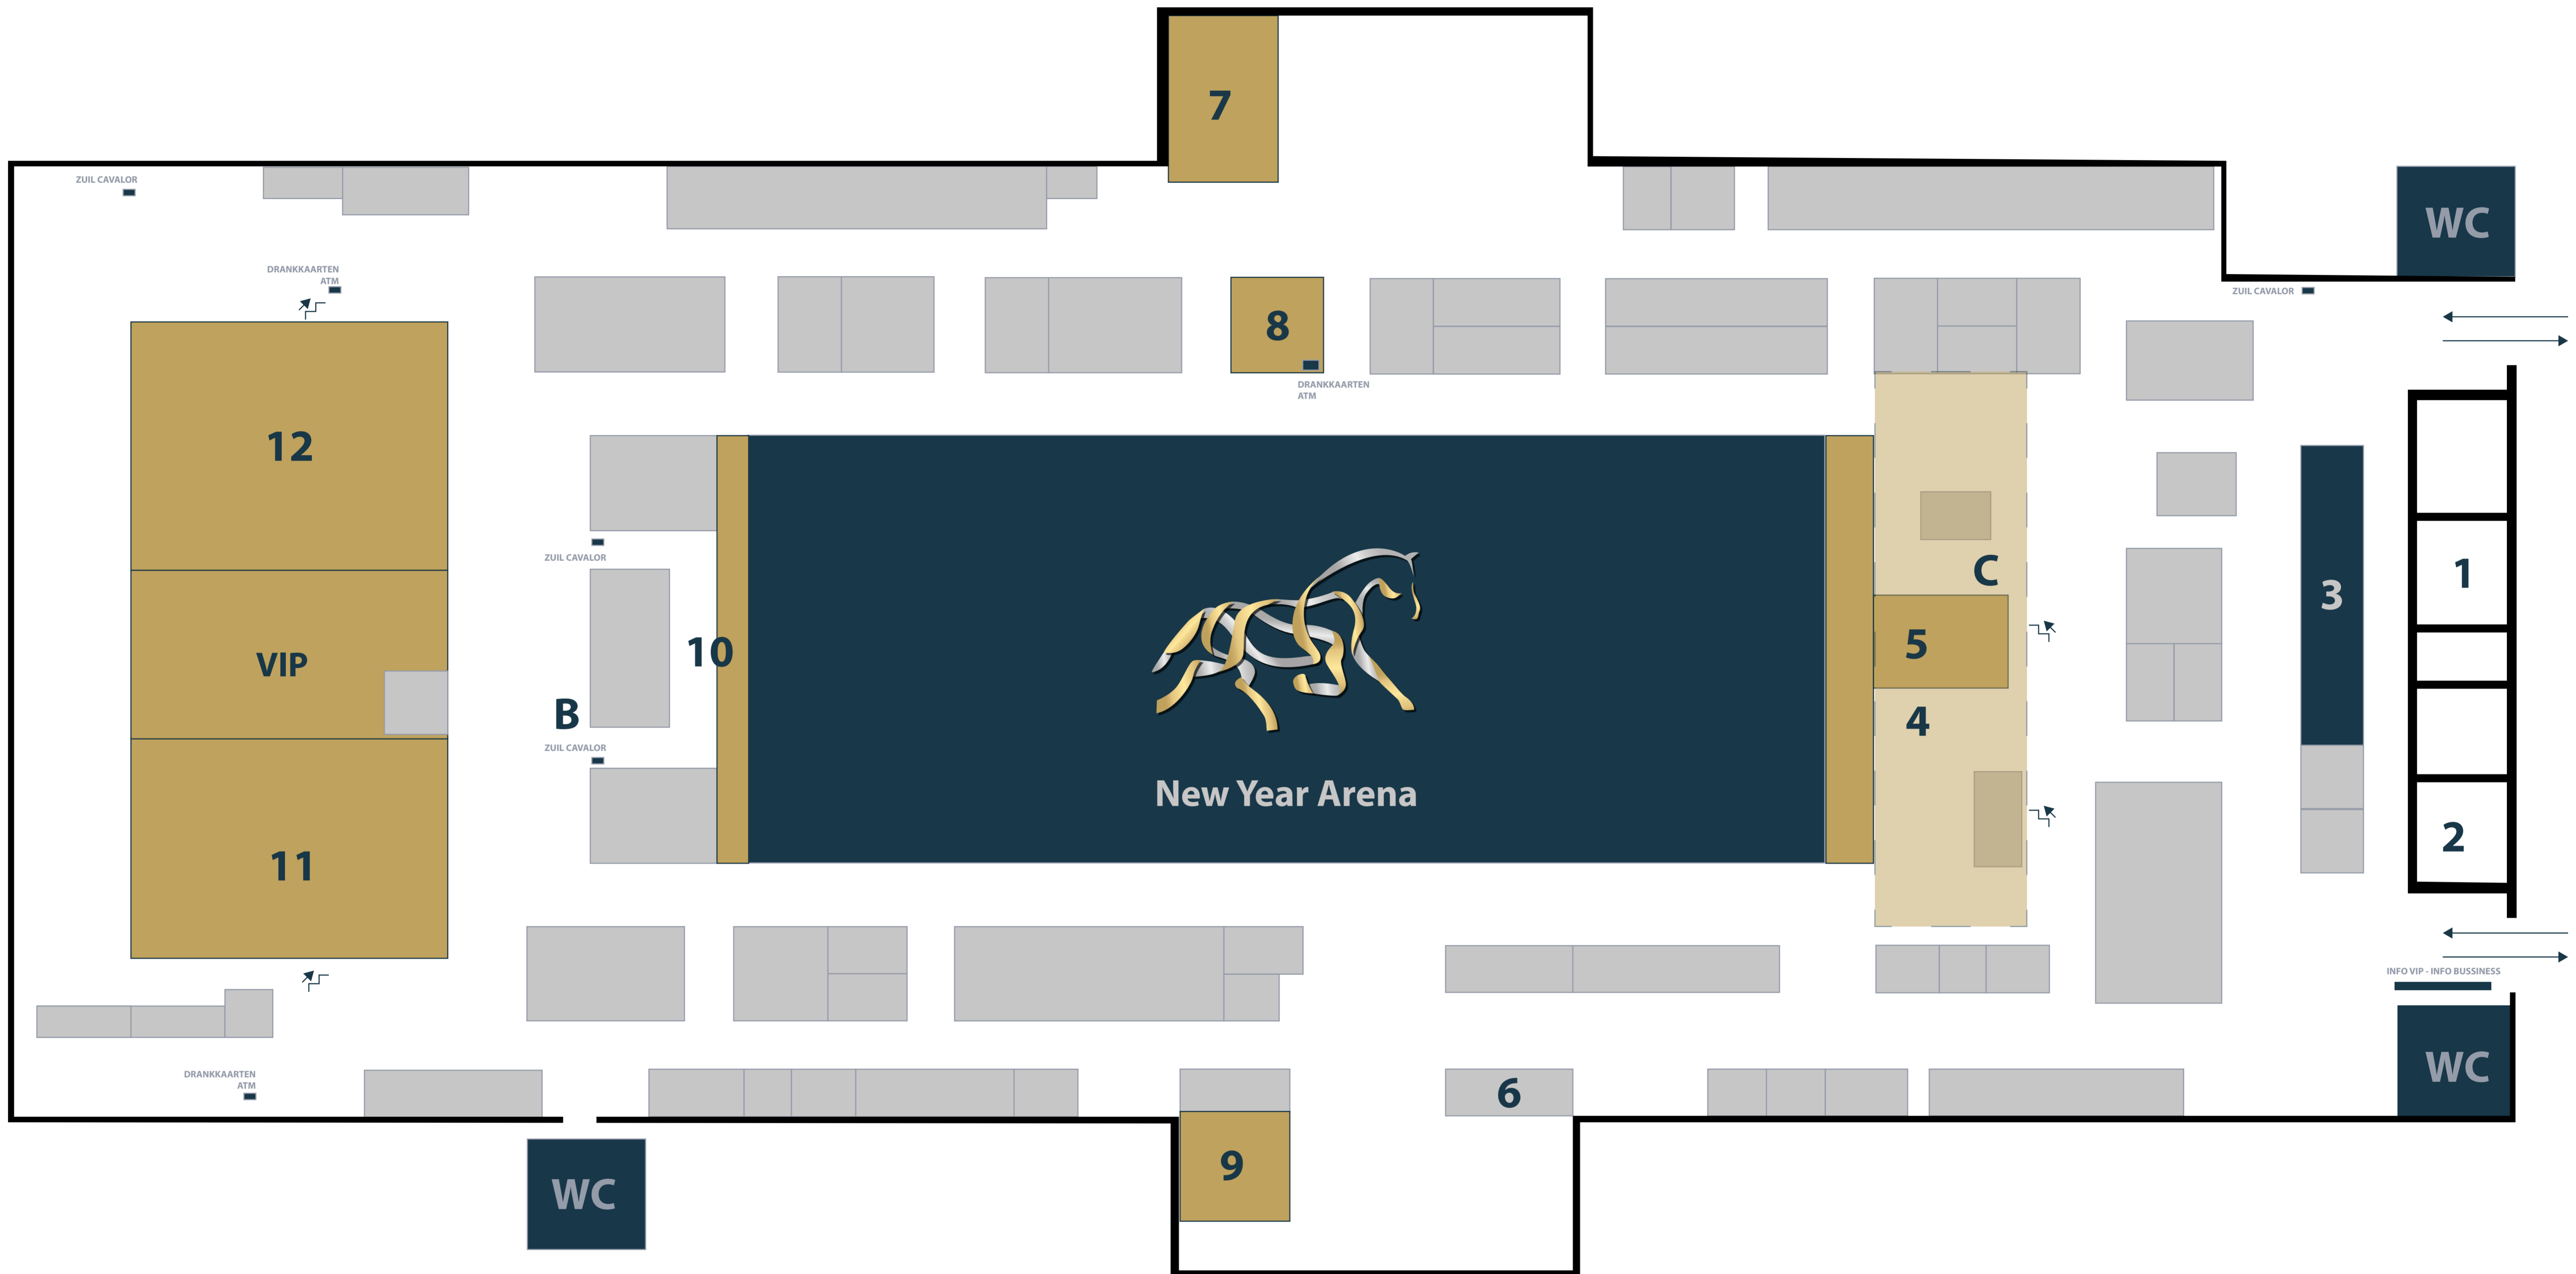 7
ZUIL CAVALOR
WC
DRANKKAARTEN
ATM
ZUIL CAVALOR
8
DRANKKAARTEN
ATM
12
ZUIL CAVALOR
C
1
3
10
5
VIP
B
4
ZUIL CAVALOR
New Year Arena
2
11
INFO VIP - INFO BUSSINESS
DRANKKAARTEN
ATM
6
WC
9
WC